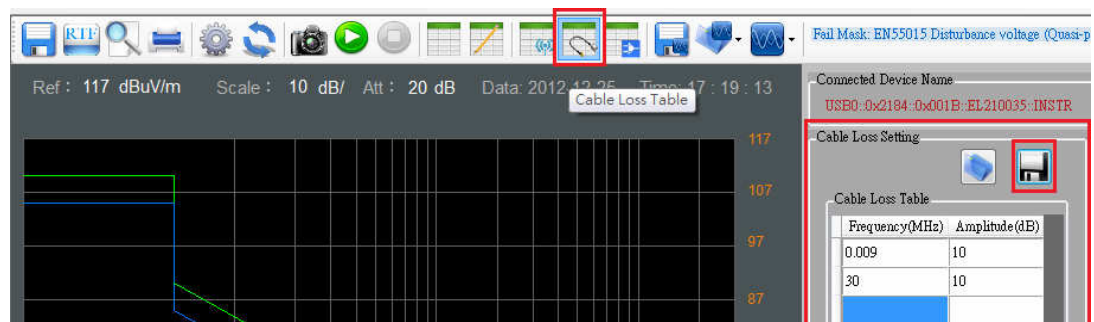 RTF
Fail Mask: EN55015 Disturbance voltage (Quasi-p
Ref : 117 dBuV/m Scale : 10 dB/ Att : 20 dB Data: 2012-12-25 Time: 17 : 19 : 13
Cable Loss Table
Connected Device Name
USB0::0x2184::0x001B::EL210035::INSTR
117
107
97
87
Cable Loss Setting
Cable Loss Table
Frequency(MHz) Amplitude(dB)
0.009 10
30 10